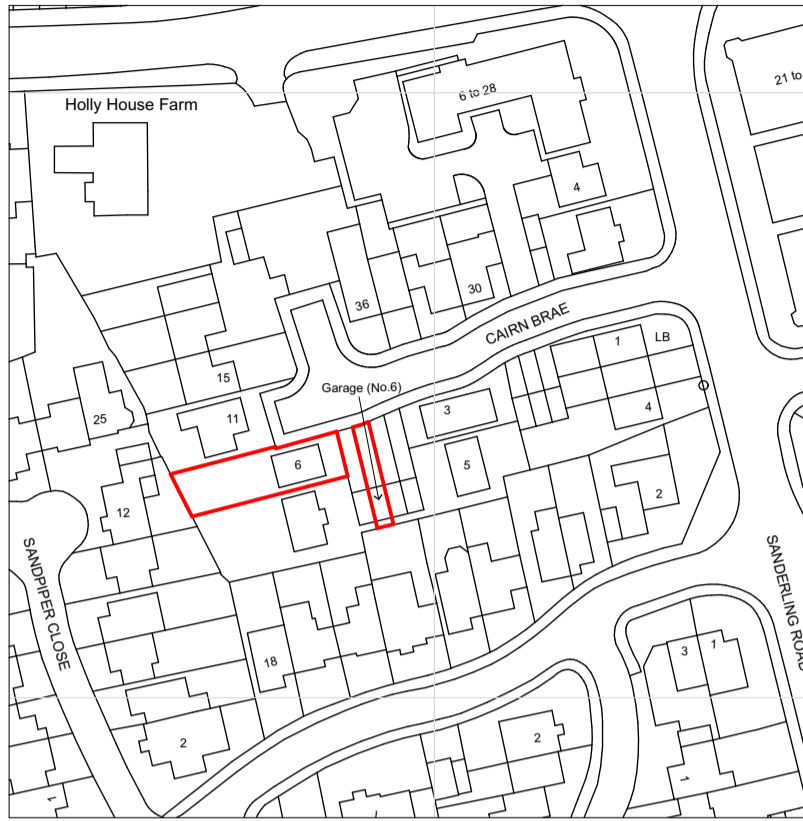 21 to
6 to 28
Holly House Farm
4
36
30
CAIRN BRAE
1
LB
15
Garage (No.6)
25
11
3
4
6
5
2
12
SANDPIPER CLOSE
SANDERLING ROAD
18
3
1
2
2
1
1